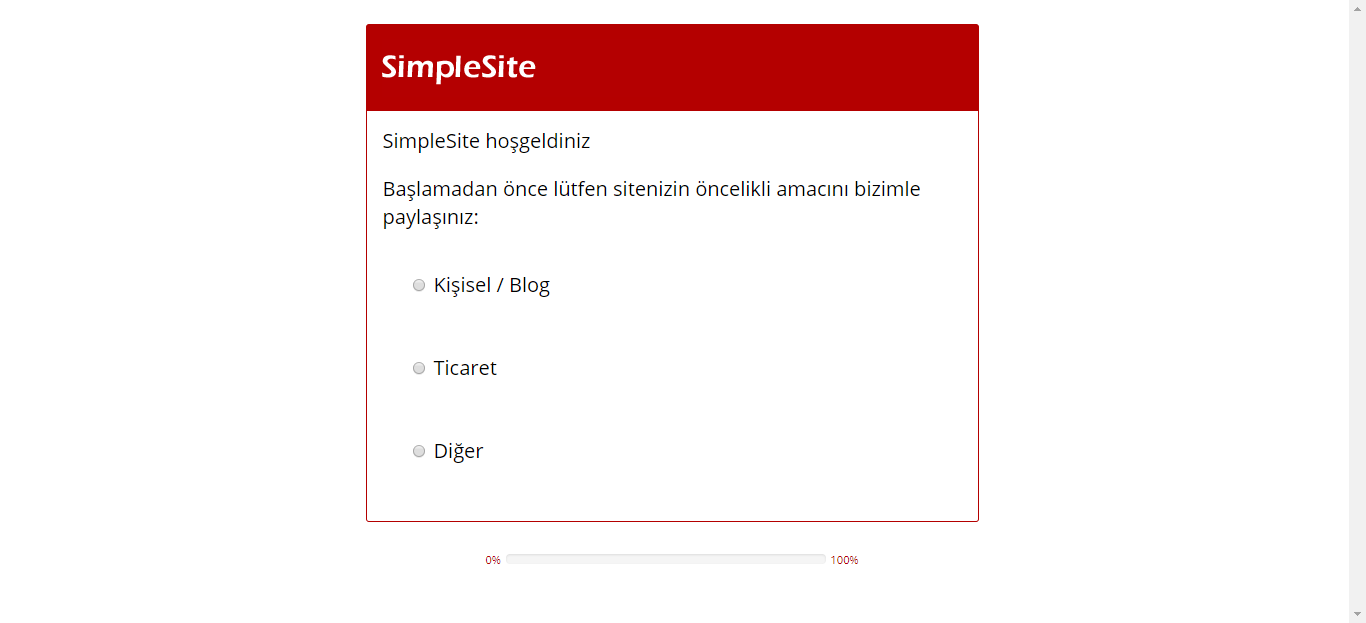 SimpleSite
SimpleSite hoşgeldiniz
Başlamadan önce lütfen sitenizin öncelikli amacını bizimle
paylaşınız:
Kişisel / Blog
Ticaret
Diğer
0% 100%